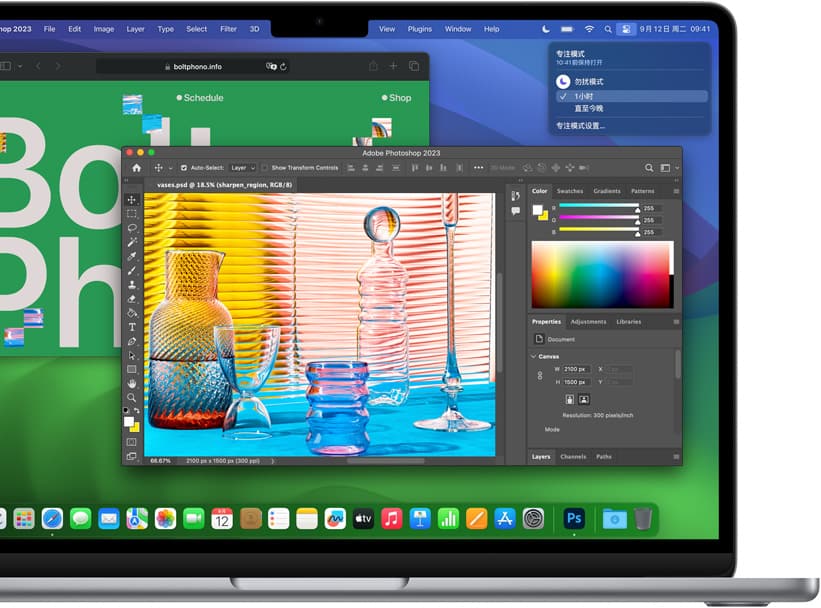 hop 2023 File Edit Image Layer Type Select Filter 3D View Plugins Window Help 9月12日 周二 09:41
专注模式
10:41前保持打开
勿扰模式
✓ 1小时
直至今晚
专注模式设置...
boltphono.info
Schedule Shop
Bolt
Ph
Adobe Photoshop 2023
Auto-Select: Layer Show Transform Controls 3D Mode
vases.psd @ 18.5% (sharpen_region, RGB/8)
Color Swatches Gradients Patterns
R 255
G 255
B 255
Properties Adjustments Libraries
Document
Canvas
W 2100 px X
H 1500 px Y
Resolution: 300 pixels/inch
Mode
Layers Channels Paths
66.67% 2100 px x 1500 px (300 ppi)
12
tv
Ps